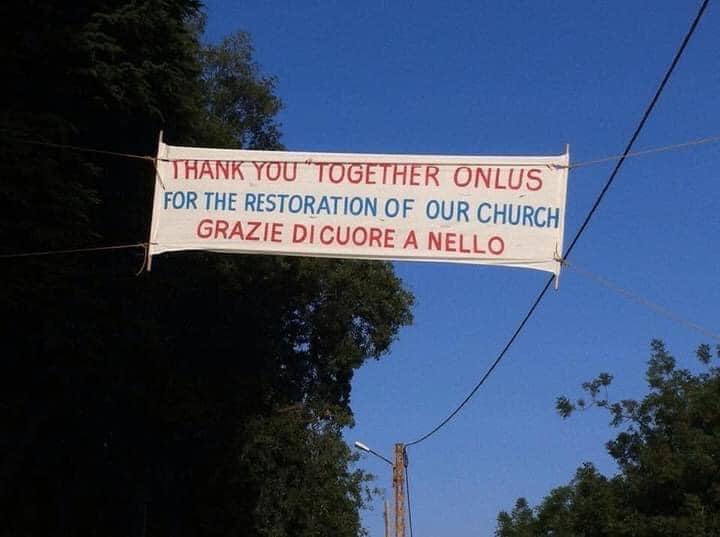 THANK YOU "TOGETHER ONLUS
FOR THE RESTORATION OF OUR CHURCH
GRAZIE DI CUORE A NELLO